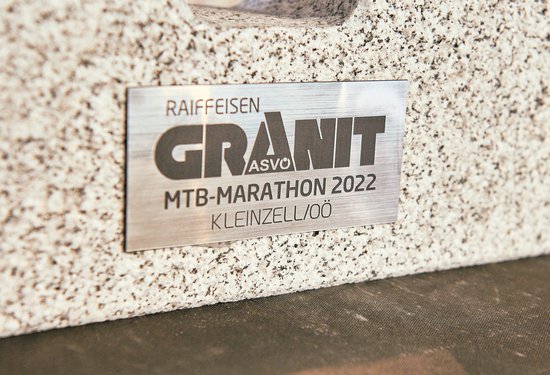 RAIFFEISEN
GRANIT
ASVÖ
MTB-MARATHON 2022
KLEINZELL/OÖ